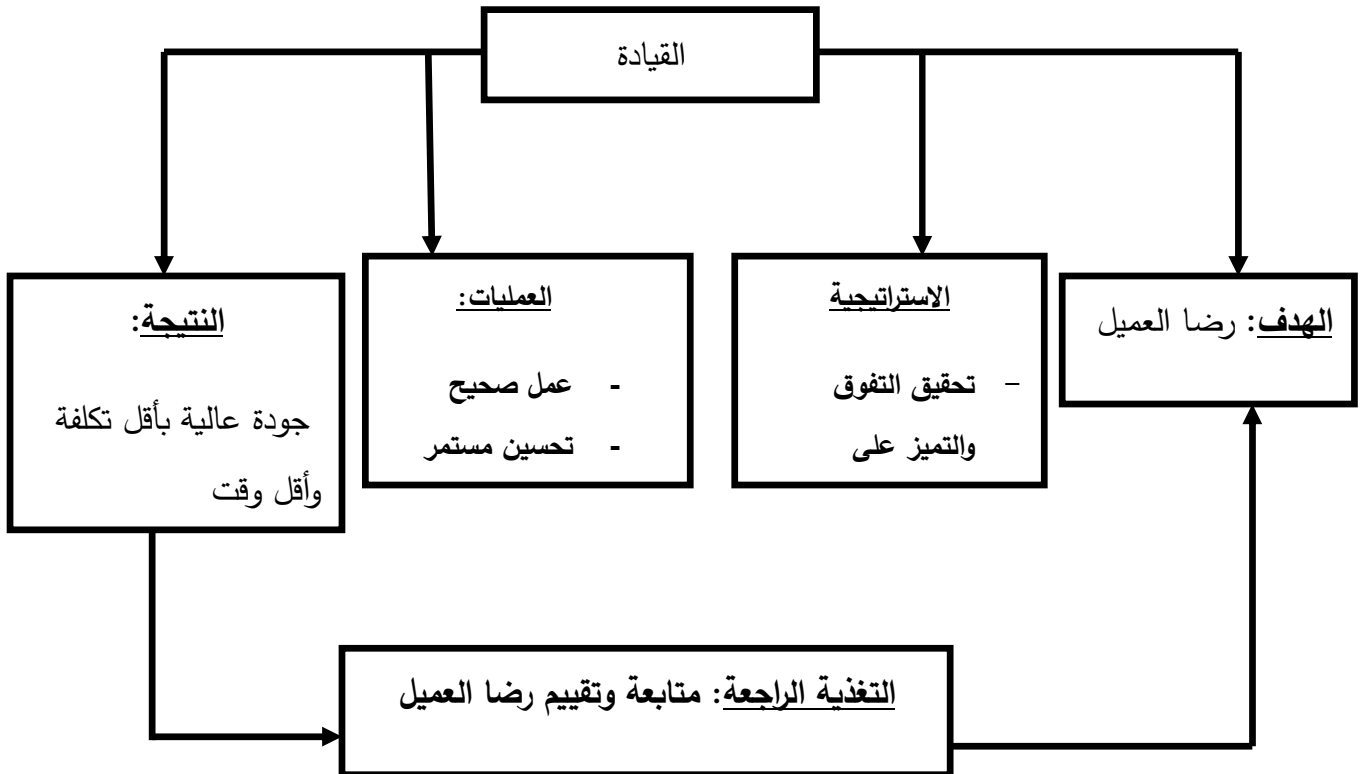 القيادة
الهدف: رضا العميل
الاستراتيجية
- تحقيق التفوق
والتميز على
العمليات:
- عمل صحيح
- تحسين مستمر
النتيجة:
جودة عالية بأقل تكلفة
وأقل وقت
التغذية الراجعة: متابعة وتقييم رضا العميل